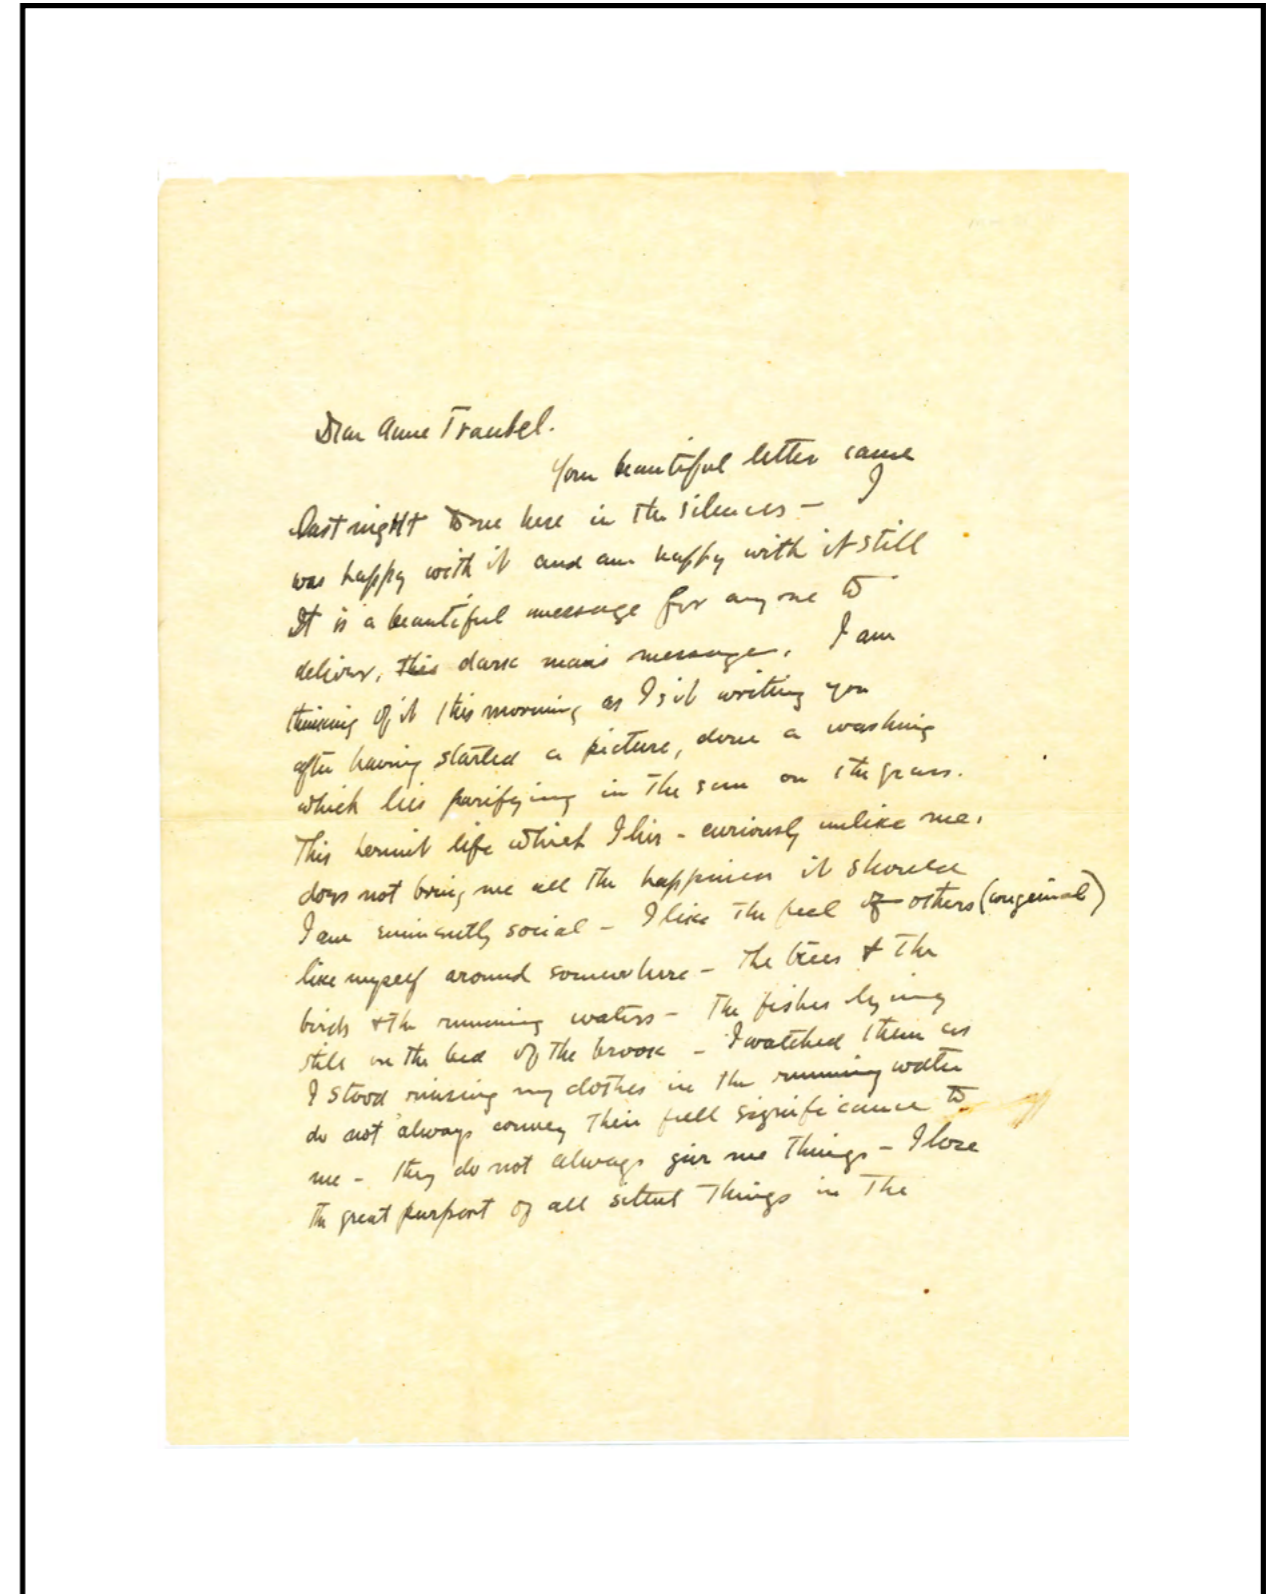 Dear Anne Traubel.
Your beautiful letter came
last night to me here in the silences – I
was happy with it and am happy with it still
It is a beautiful message for any one to
deliver, this dark man's message. I am
thinking of it this morning as I sit writing you
after having started a picture, done a washing
which lies purifying in the sun on the grass.
This hermit life which I live – curiously unlike me,
does not bring me all the happiness it should
I am eminently social – I like the feel of others (congenial)
like myself around somewhere – The trees & the
birds & the running waters – The fishes lying
still in the bed of the brook – I watched them as
I stood rinsing my clothes in the running water
do not always convey their full significance to
me – they do not always give me things – I lose
the great purport of all silent things in the